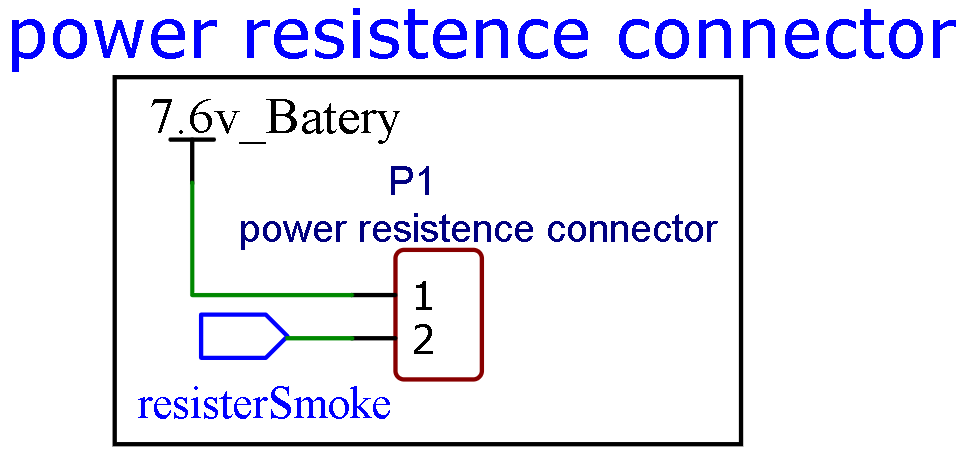 power resistence connector
7.6v_Batery
P1
power resistence connector
1
2
resisterSmoke